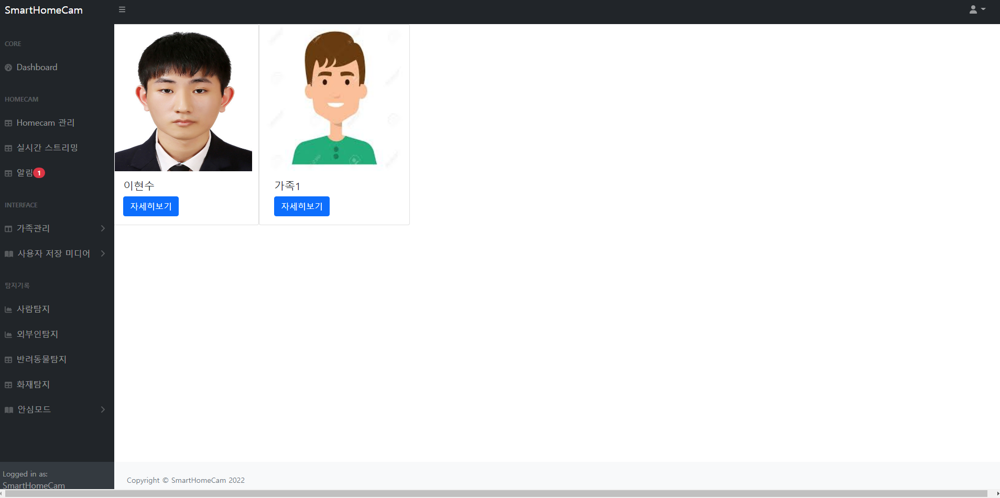 SmartHomeCam
CORE
Dashboard
HOMECAM
Homecam 관리
실시간 스트리밍
알림 1
INTERFACE
가족관리
사용자 저장 미디어
탐지기록
사람탐지
외부인탐지
반려동물탐지
화재탐지
안심모드
Logged in as:
SmartHomeCam
이현수
자세히보기
가족1
자세히보기
Copyright © SmartHomeCam 2022